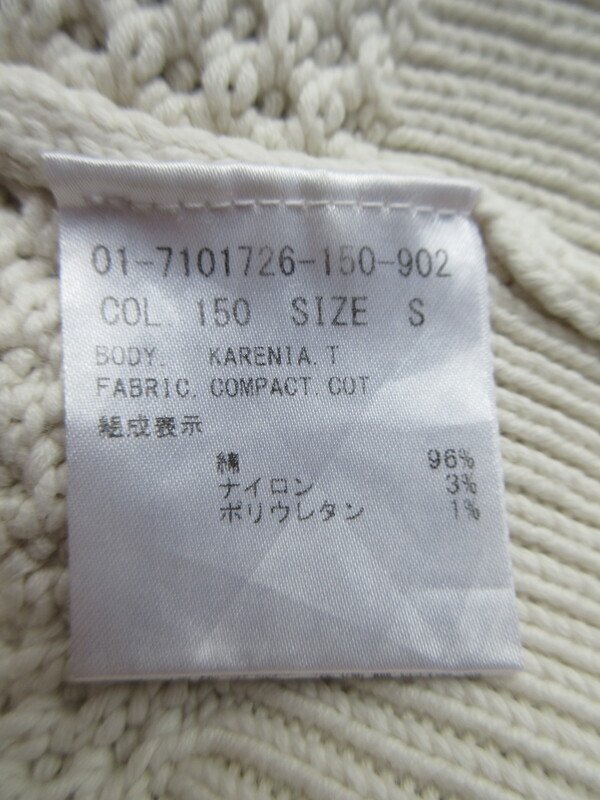 01-7101726-150-902
COL. 150 SIZE S
BODY. KARENIA.T
FABRIC. COMPACT.COT
組成表示
綿 96%
ナイロン 3%
ポリウレタン 1%